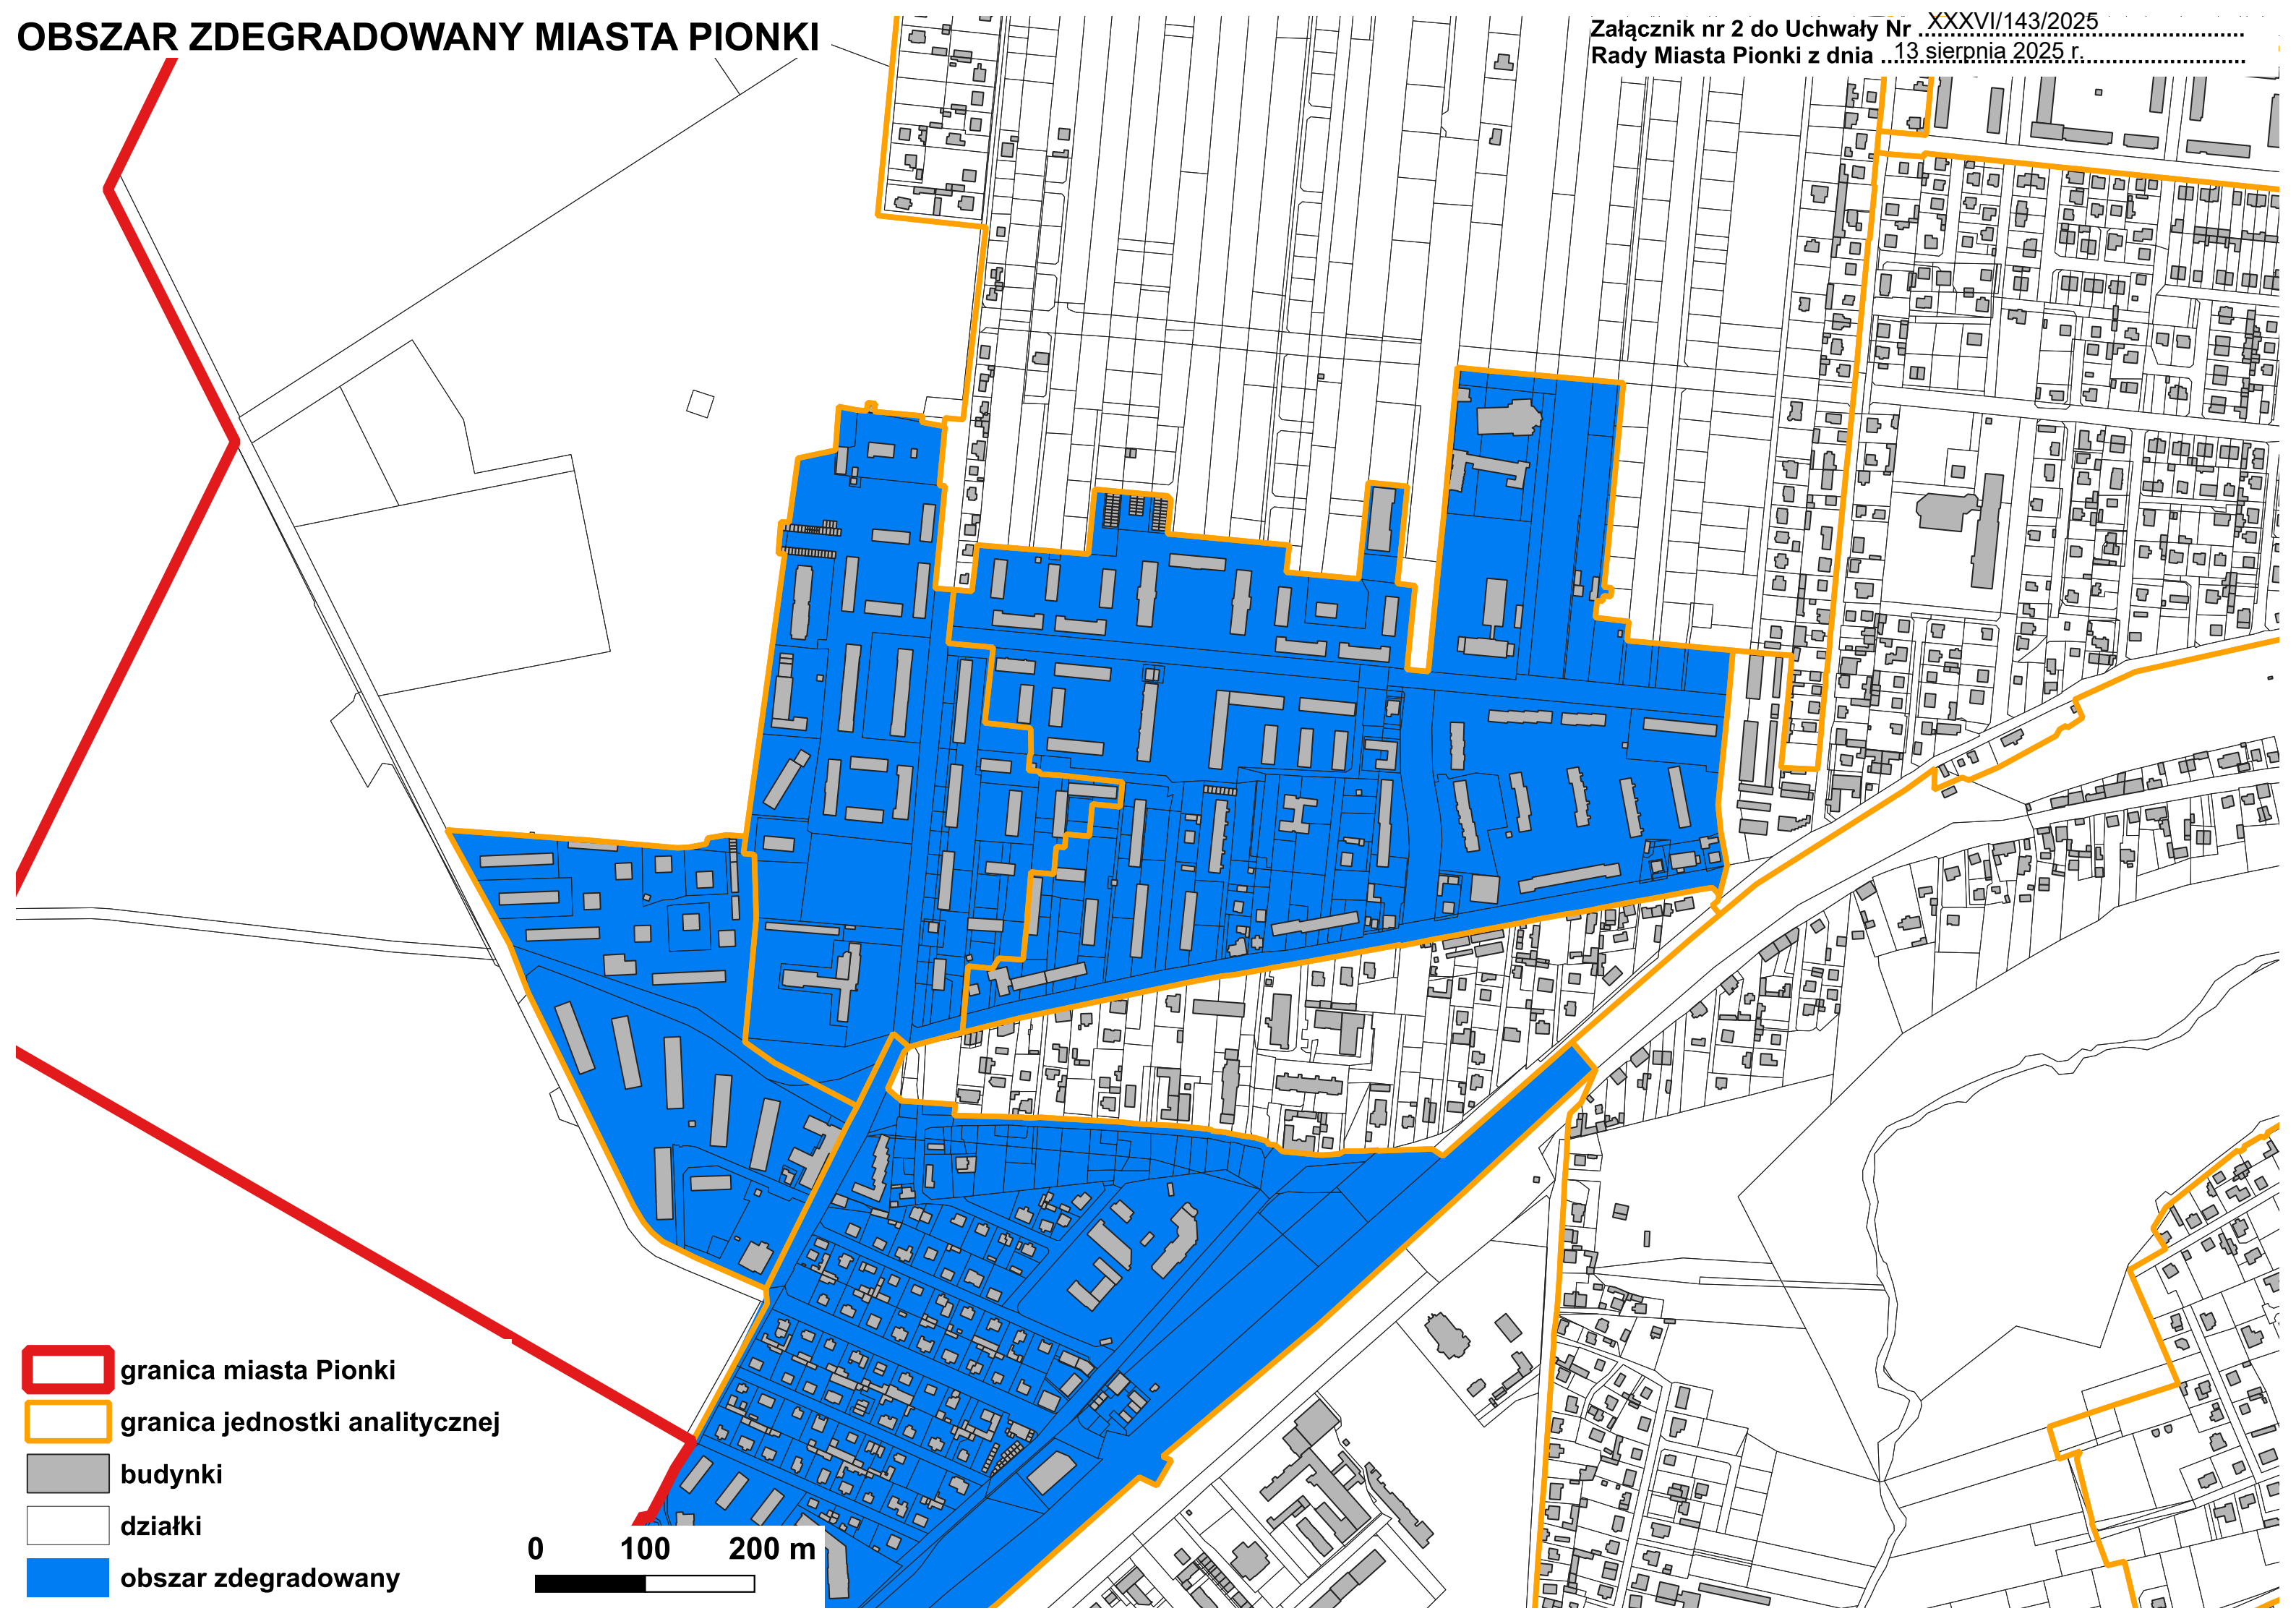 OBSZAR ZDEGRADOWANY MIASTA PIONKI
Załącznik nr 2 do Uchwały Nr XXXVI/143/2025
Rady Miasta Pionki z dnia 13 sierpnia 2025 r.
granica miasta Pionki
granica jednostki analitycznej
budynki
działki
obszar zdegradowany
0 100 200 m